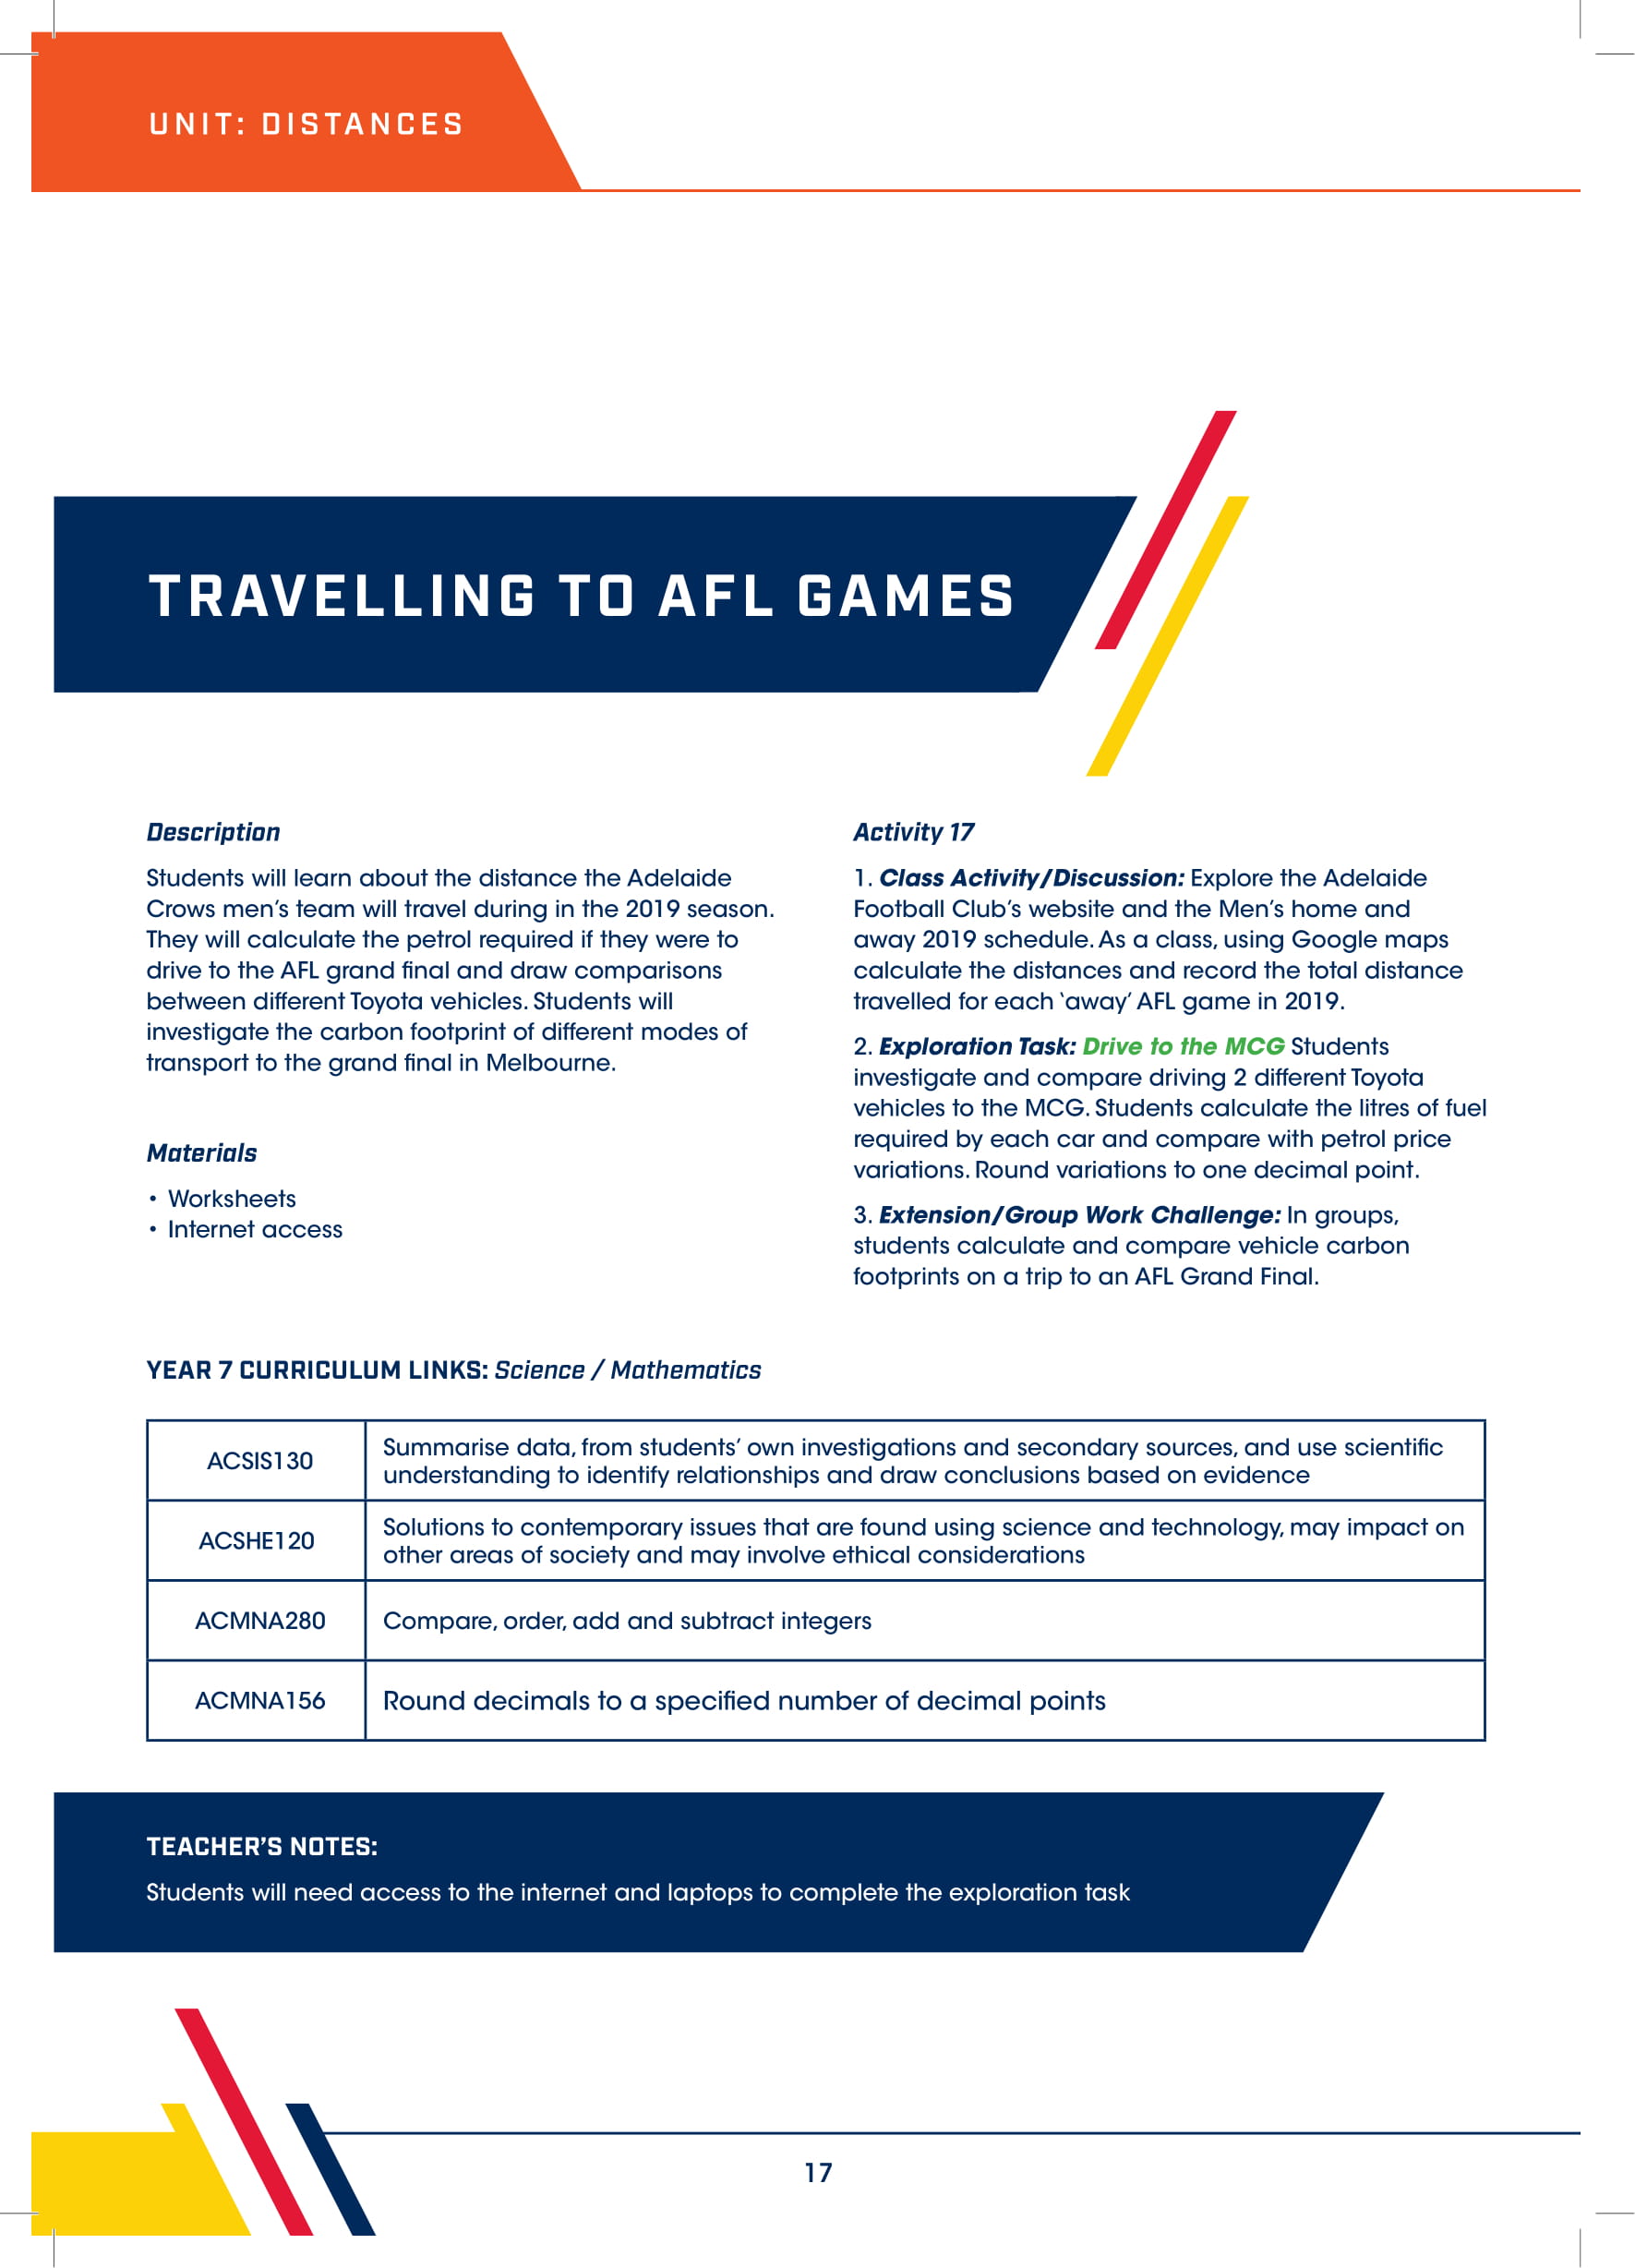 UNIT: DISTANCES
TRAVELLING TO AFL GAMES
Description
Students will learn about the distance the Adelaide
Crows men’s team will travel during in the 2019 season.
They will calculate the petrol required if they were to
drive to the AFL grand final and draw comparisons
between different Toyota vehicles. Students will
investigate the carbon footprint of different modes of
transport to the grand final in Melbourne.
Materials
• Worksheets
• Internet access
Activity 17
1. Class Activity/Discussion: Explore the Adelaide
Football Club’s website and the Men’s home and
away 2019 schedule. As a class, using Google maps
calculate the distances and record the total distance
travelled for each ‘away’ AFL game in 2019.
2. Exploration Task: Drive to the MCG Students
investigate and compare driving 2 different Toyota
vehicles to the MCG. Students calculate the litres of fuel
required by each car and compare with petrol price
variations. Round variations to one decimal point.
3. Extension/Group Work Challenge: In groups,
students calculate and compare vehicle carbon
footprints on a trip to an AFL Grand Final.
YEAR 7 CURRICULUM LINKS: Science / Mathematics
ACSIS130
Summarise data, from students’ own investigations and secondary sources, and use scientific
understanding to identify relationships and draw conclusions based on evidence
ACSHE120
Solutions to contemporary issues that are found using science and technology, may impact on
other areas of society and may involve ethical considerations
ACMNA280
Compare, order, add and subtract integers
ACMNA156
Round decimals to a specified number of decimal points
TEACHER’S NOTES:
Students will need access to the internet and laptops to complete the exploration task
17